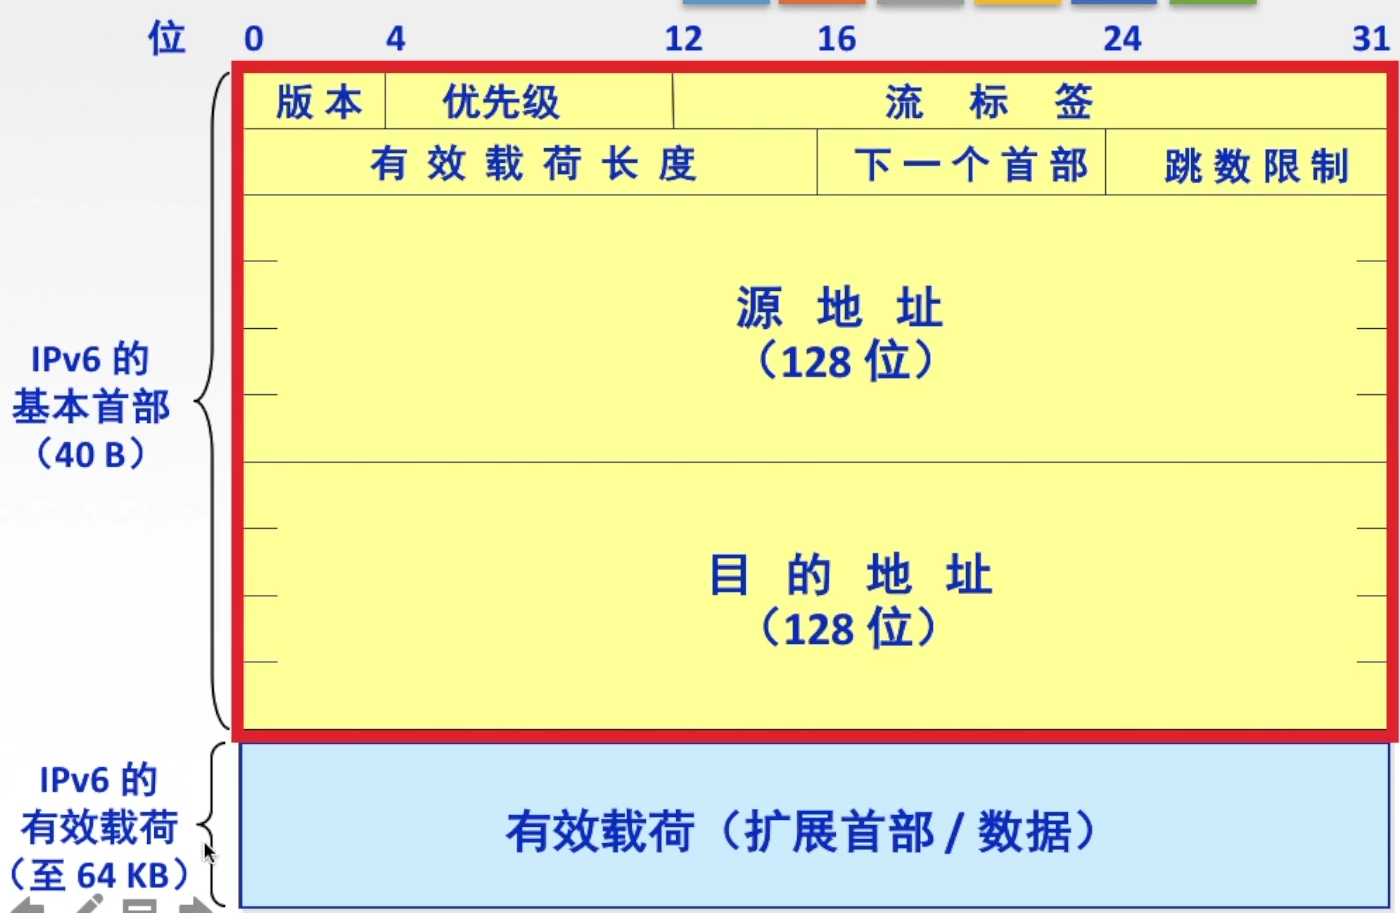 位 0 4 12 16 24 31
版本 优先级 流标签
有效载荷长度 下一个首部 跳数限制
源地址
（128 位）
IPv6 的
基本首部
（40 B）
目的地址
（128 位）
IPv6 的
有效载荷
（至 64 KB）
有效载荷（扩展首部 / 数据）